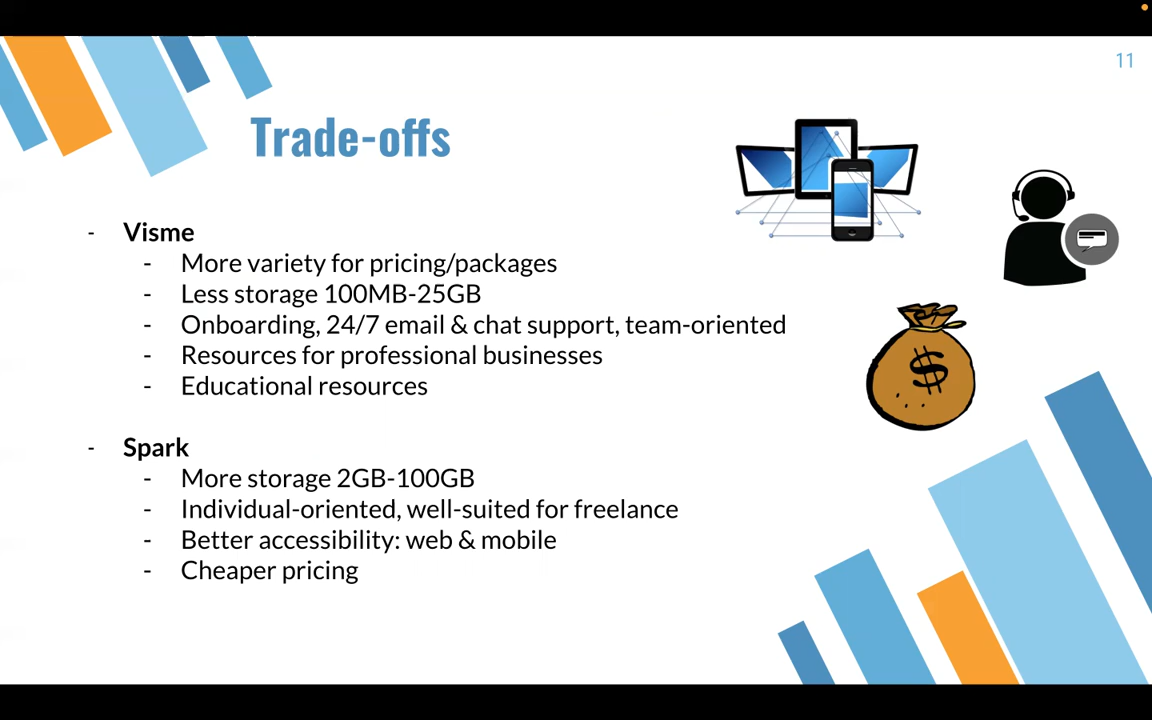 11
Trade-offs
- Visme
- More variety for pricing/packages
- Less storage 100MB-25GB
- Onboarding, 24/7 email & chat support, team-oriented
- Resources for professional businesses
- Educational resources
- Spark
- More storage 2GB-100GB
- Individual-oriented, well-suited for freelance
- Better accessibility: web & mobile
- Cheaper pricing
$